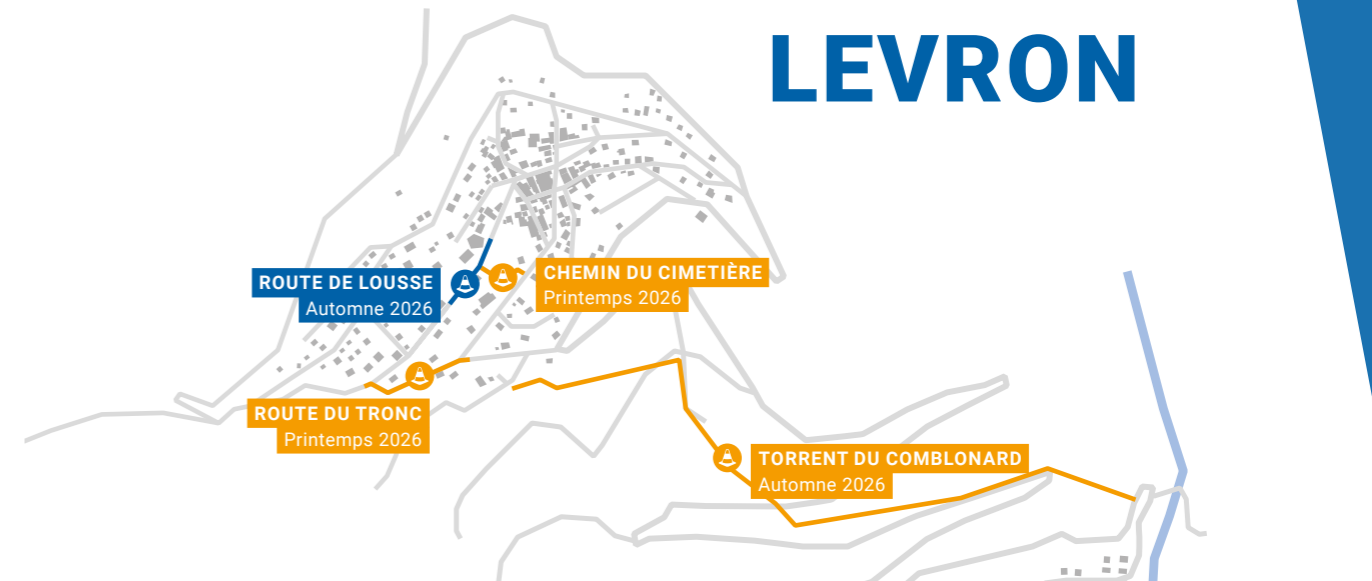 LEVRON
ROUTE DE LOUSSE
Automne 2026
CHEMIN DU CIMETIÈRE
Printemps 2026
ROUTE DU TRONC
Printemps 2026
TORRENT DU COMBLONARD
Automne 2026